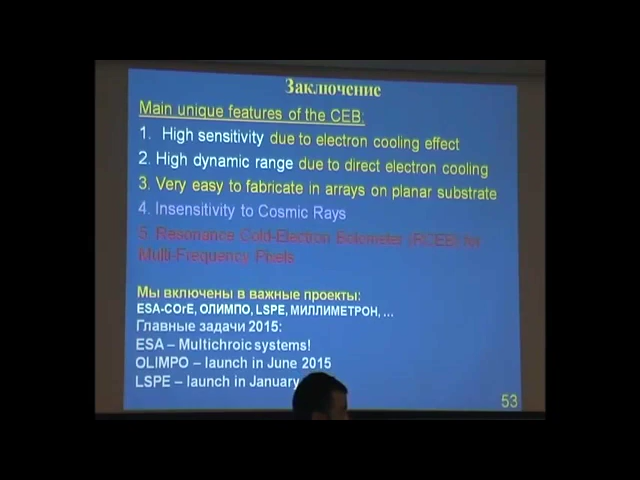 Заключение
Main unique features of the CEB:
1. High sensitivity due to electron cooling effect
2. High dynamic range due to direct electron cooling
3. Very easy to fabricate in arrays on planar substrate
4. Insensitivity to Cosmic Rays
5. Resonance Cold-Electron Bolometer (RCEB) for
Multi-Frequency Pixels
Мы включены в важные проекты:
ESA-COrE, ОЛИМПО, LSPE, МИЛЛИМЕТРОН, ...
Главные задачи 2015:
ESA – Multichroic systems!
OLIMPO – launch in June 2015
LSPE – launch in January
53